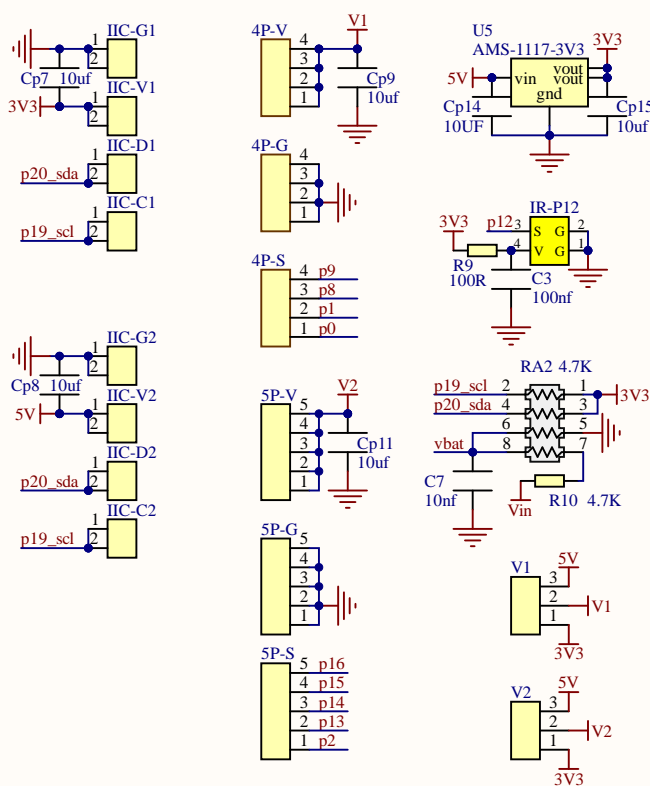 IIC-G1
1
2
Cp7 10uf
IIC-V1
3V3
1
2
IIC-D1
1
p20_sda
2
IIC-C1
1
p19_scl
2
IIC-G2
1
2
Cp8 10uf
IIC-V2
5V
1
2
IIC-D2
1
p20_sda
2
IIC-C2
1
p19_scl
2
4P-V
V1
4
3
2
1
Cp9
10uf
4P-G
4
3
2
1
4P-S
4 p9
3 p8
2 p1
1 p0
5P-V
V2
5
4
3
2
1
Cp11
10uf
5P-G
5
4
3
2
1
5P-S
5 p16
4 p15
3 p14
2 p13
1 p2
U5
AMS-1117-3V3
3V3
5V
vin
vout
vout
gnd
Cp14
10UF
Cp15
10uf
IR-P12
3V3
p12 3 S G 2
4 V G 1
R9
100R
C3
100nf
RA2 4.7K
p19_scl 2 1
p20_sda 4 3
3V3
6 5
vbat 8 7
C7
10nf
Vin
R10 4.7K
V1
5V
3
2
V1
1
3V3
V2
5V
3
2
V2
1
3V3